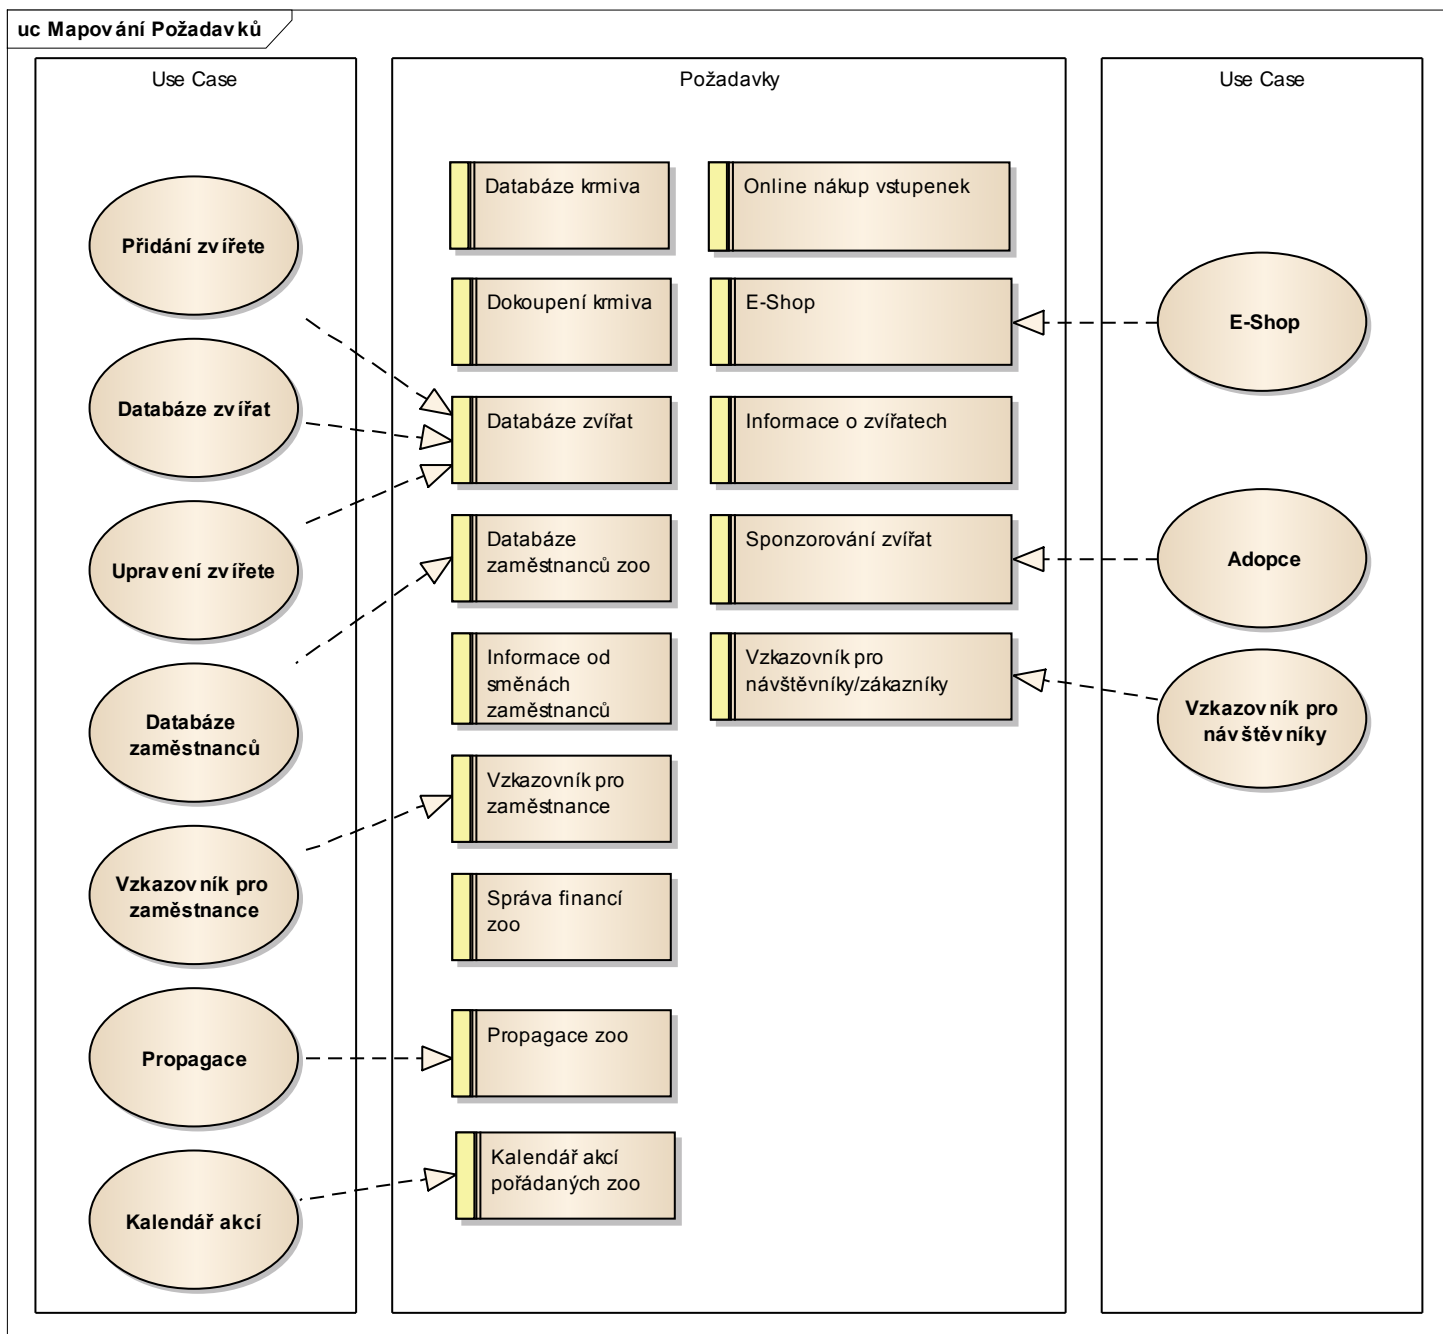 uc Mapování Požadavků
Use Case
Přidání zvířete
Databáze zvířat
Upravení zvířete
Databáze
zaměstnanců
Vzkazovník pro
zaměstnance
Propagace
Kalendář akcí
Požadavky
Databáze krmiva
Dokoupení krmiva
Databáze zvířat
Databáze
zaměstnanců zoo
Informace od
směnách
zaměstnanců
Vzkazovník pro
zaměstnance
Správa financí
zoo
Propagace zoo
Kalendář akcí
pořádaných zoo
Online nákup vstupenek
E-Shop
Informace o zvířatech
Sponzorování zvířat
Vzkazovník pro
návštěvníky/zákazníky
Use Case
E-Shop
Adopce
Vzkazovník pro
návštěvníky